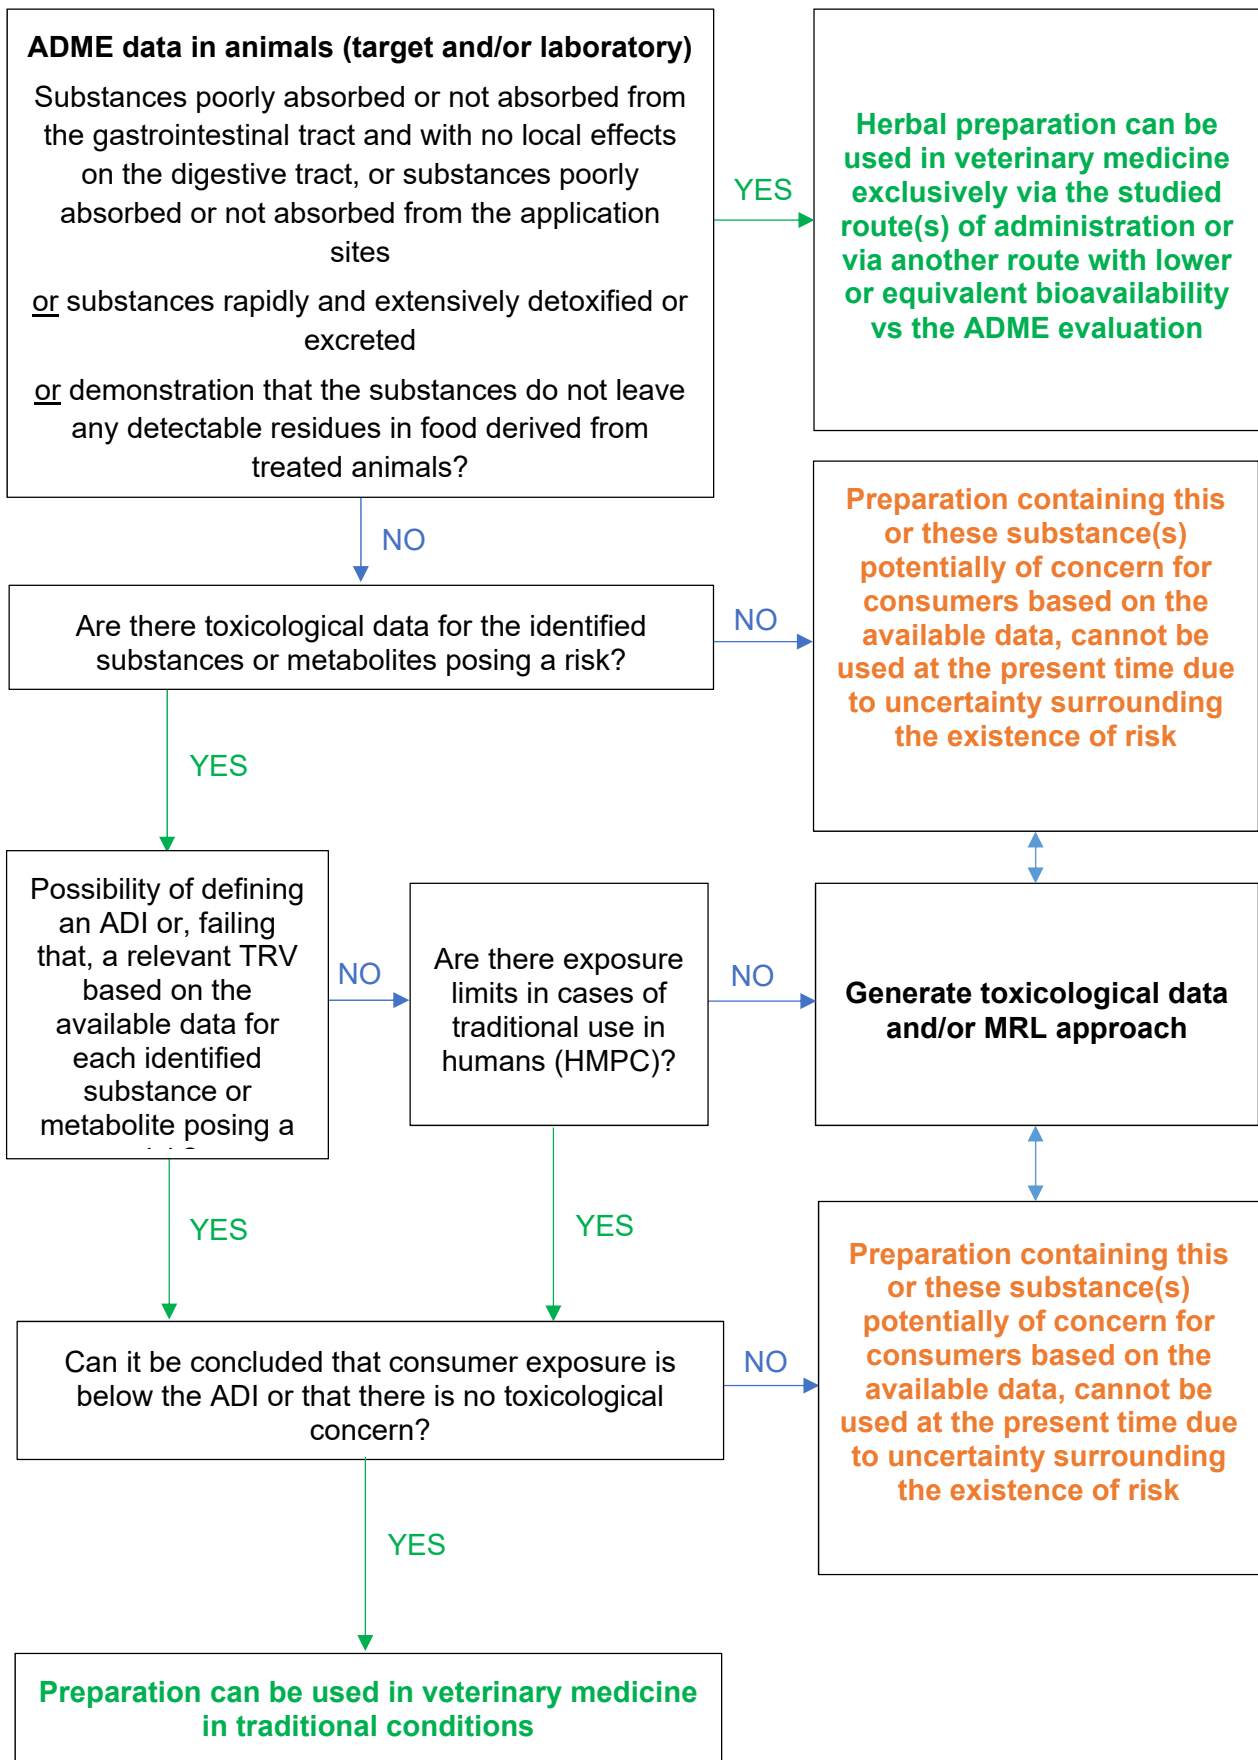 ADME data in animals (target and/or laboratory)
Substances poorly absorbed or not absorbed from
the gastrointestinal tract and with no local effects
on the digestive tract, or substances poorly
absorbed or not absorbed from the application
sites
or substances rapidly and extensively detoxified or
excreted
or demonstration that the substances do not leave
any detectable residues in food derived from
treated animals?
YES
Herbal preparation can be
used in veterinary medicine
exclusively via the studied
route(s) of administration or
via another route with lower
or equivalent bioavailability
vs the ADME evaluation
NO
Are there toxicological data for the identified
substances or metabolites posing a risk?
NO
Preparation containing this
or these substance(s)
potentially of concern for
consumers based on the
available data, cannot be
used at the present time due
to uncertainty surrounding
the existence of risk
YES
Possibility of defining
an ADI or, failing
that, a relevant TRV
based on the
available data for
each identified
substance or
metabolite posing a
NO
Are there exposure
limits in cases of
traditional use in
humans (HMPC)?
NO
Generate toxicological data
and/or MRL approach
YES
YES
Can it be concluded that consumer exposure is
below the ADI or that there is no toxicological
concern?
NO
Preparation containing this
or these substance(s)
potentially of concern for
consumers based on the
available data, cannot be
used at the present time due
to uncertainty surrounding
the existence of risk
YES
Preparation can be used in veterinary medicine
in traditional conditions